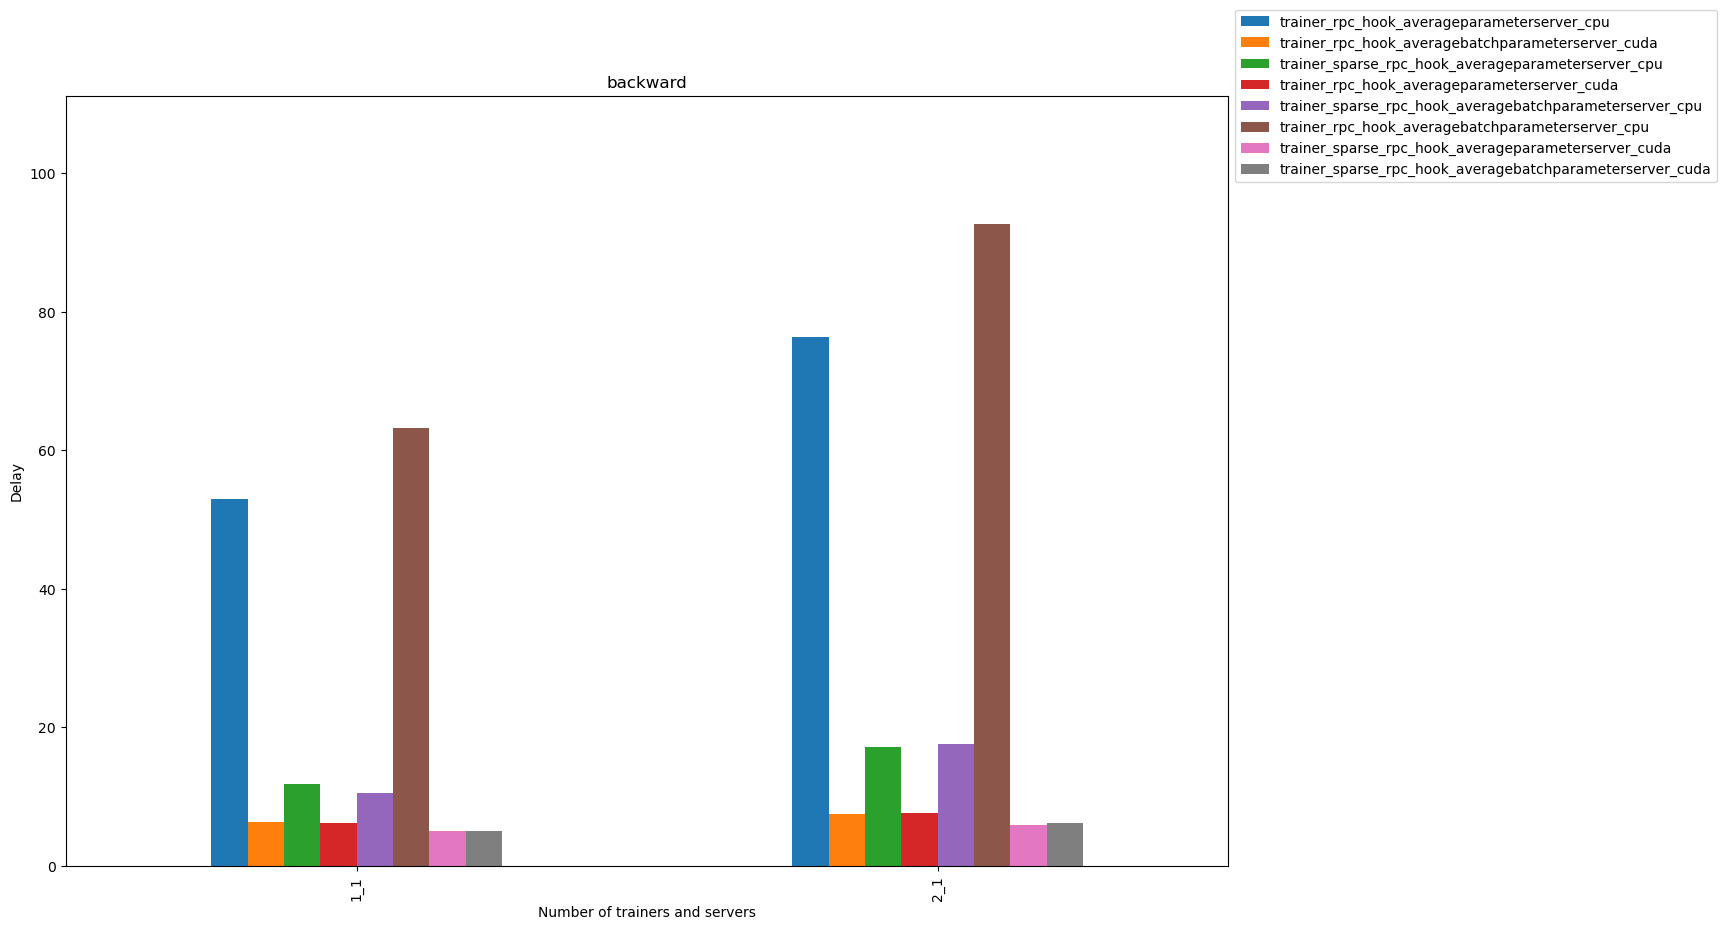 trainer_rpc_hook_averageparameterserver_cpu
trainer_rpc_hook_averagebatchparameterserver_cuda
trainer_sparse_rpc_hook_averageparameterserver_cpu
trainer_rpc_hook_averageparameterserver_cuda
trainer_sparse_rpc_hook_averagebatchparameterserver_cpu
trainer_rpc_hook_averagebatchparameterserver_cpu
trainer_sparse_rpc_hook_averageparameterserver_cuda
trainer_sparse_rpc_hook_averagebatchparameterserver_cuda
backward
100
80
60
40
20
0
Delay
1_1
2_1
Number of trainers and servers